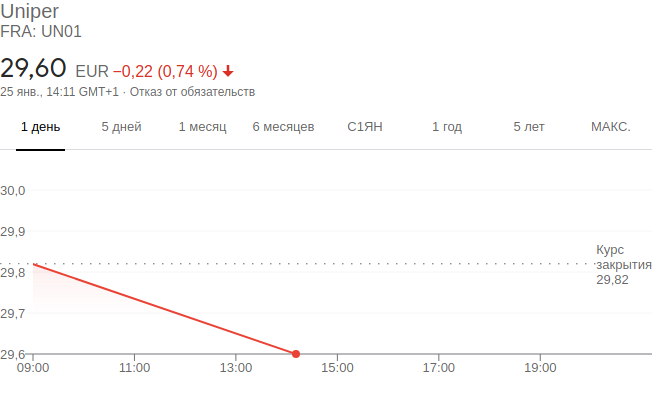 Uniper
FRA: UN01
29,60 EUR −0,22 (0,74 %)
25 янв., 14:11 GMT+1 · Отказ от обязательств
1 день 5 дней 1 месяц 6 месяцев С1ЯН 1 год 5 лет МАКС.
30,0
29,9
Курс
закрытия
29,82
29,8
29,7
29,6
09:00 11:00 13:00 15:00 17:00 19:00